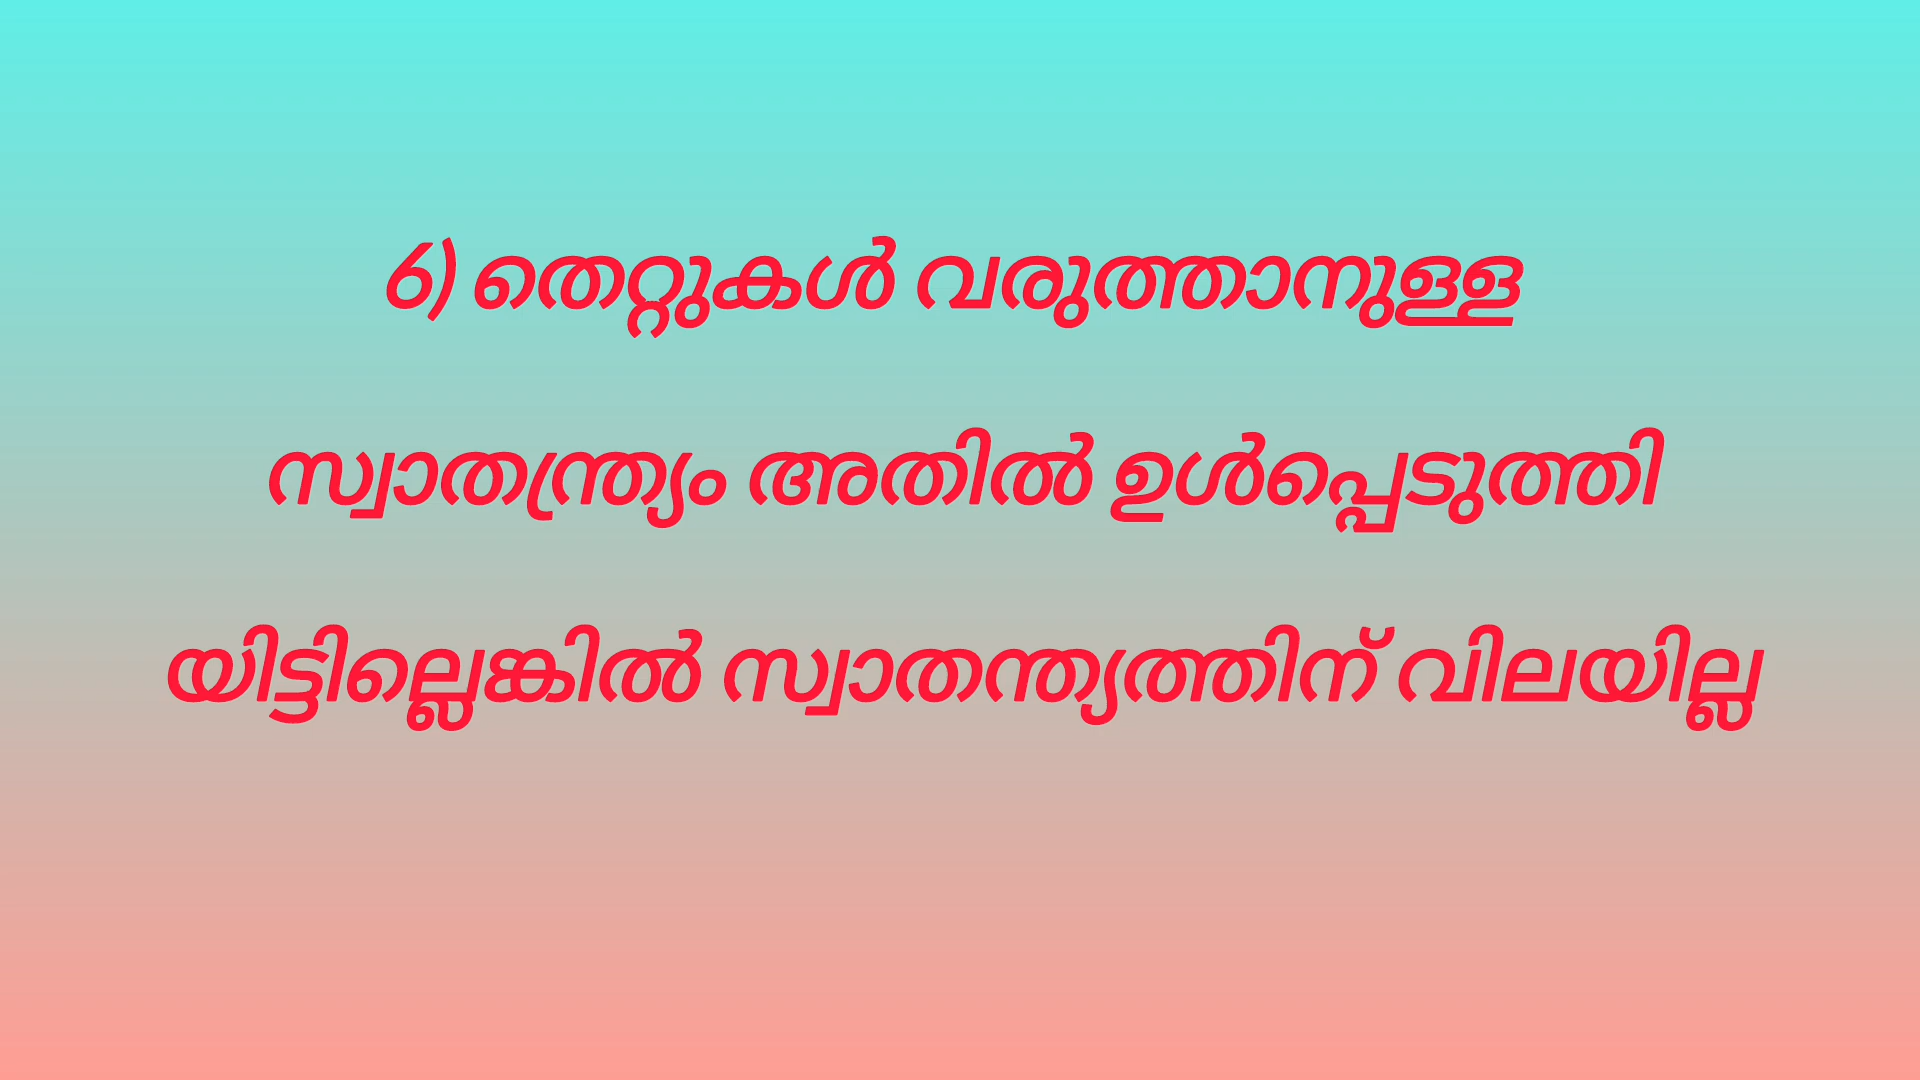 6) തെറ്റുകൾ വരുത്താനുള്ള
സ്വാതന്ത്ര്യം അതിൽ ഉൾപ്പെടുത്തി
യിട്ടില്ലെങ്കിൽ സ്വാതന്ത്യത്തിന് വിലയില്ല